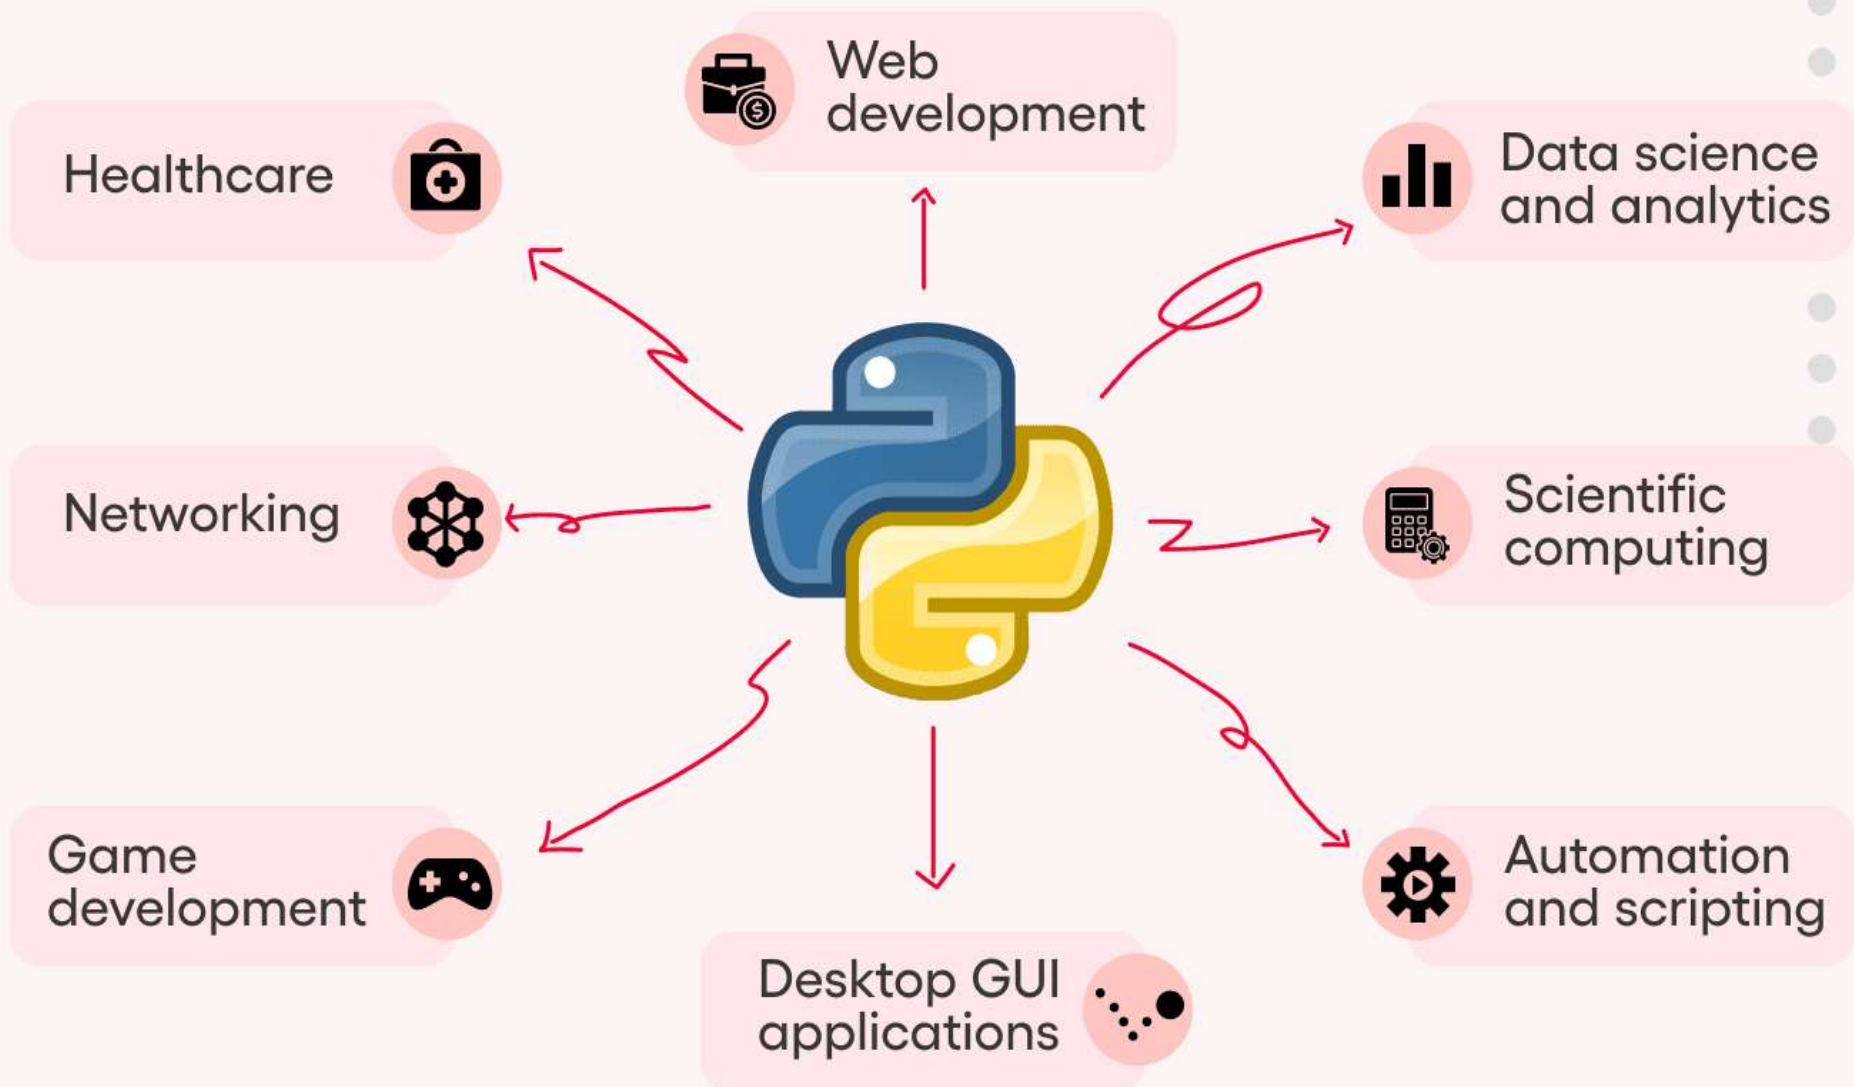 Web
development
Healthcare
Data science
and analytics
Networking
Scientific
computing
Game
development
Automation
and scripting
Desktop GUI
applications